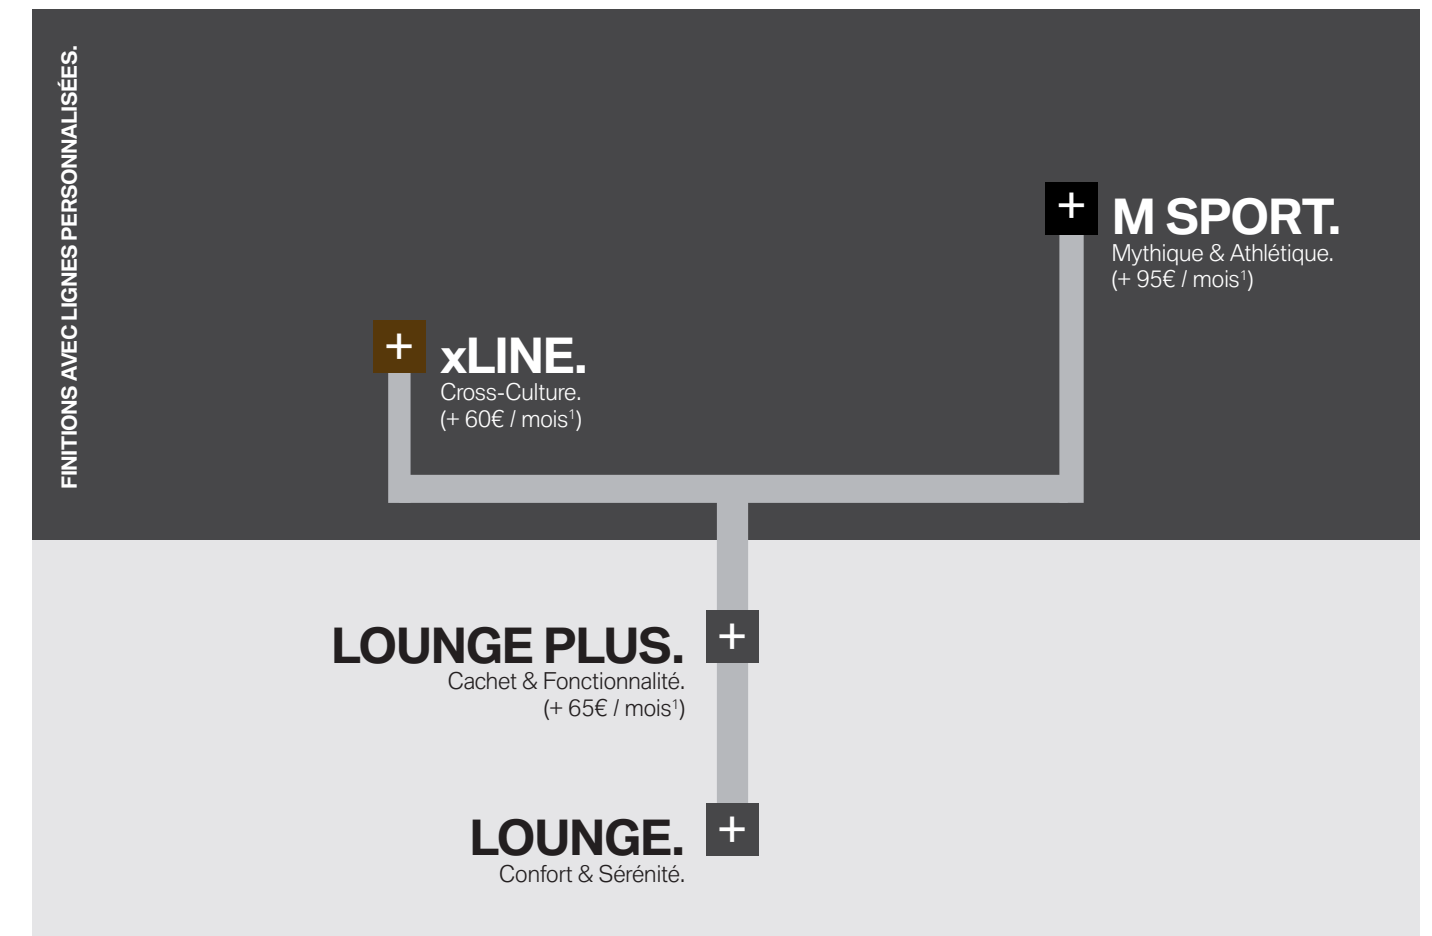 FINITIONS AVEC LIGNES PERSONNALISÉES.
+ M SPORT.
Mythique & Athlétique.
(+ 95€ / mois¹)
+ xLINE.
Cross-Culture.
(+ 60€ / mois¹)
LOUNGE PLUS. +
Cachet & Fonctionnalité.
(+ 65€ / mois¹)
LOUNGE. +
Confort & Sérénité.